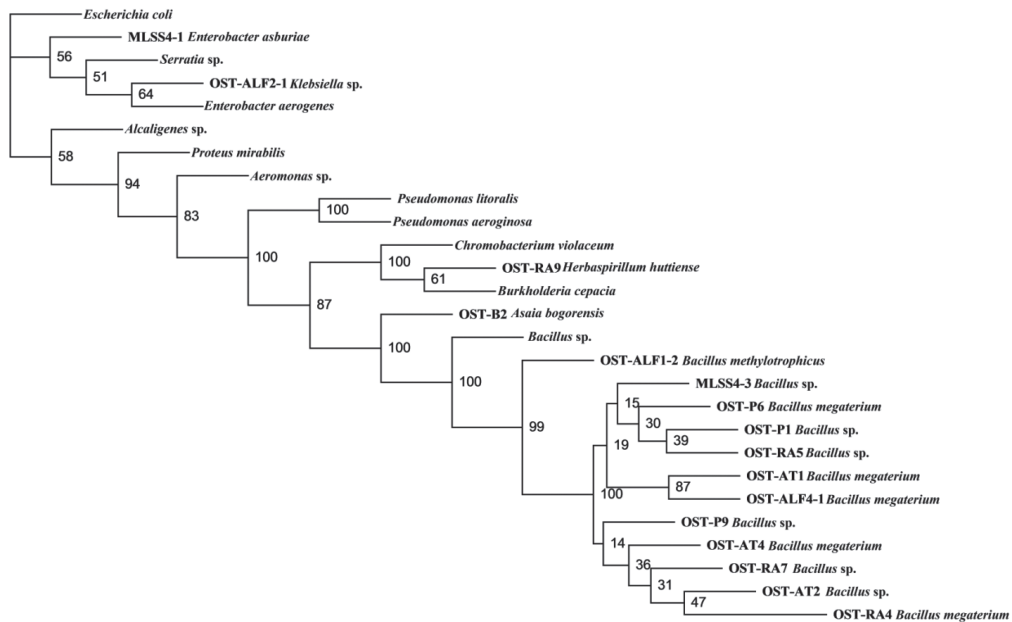 Escherichia coli
MLSS4-1 Enterobacter asburiae
56
Serratia sp.
51
OST-ALF2-1 Klebsiella sp.
64
Enterobacter aerogenes
Alcaligenes sp.
58
Proteus mirabilis
94
Aeromonas sp.
83
Pseudomonas litoralis
100
Pseudomonas aeroginosa
Chromobacterium violaceum
100
100
OST-RA9 Herbaspirillum huttiense
61
Burkholderia cepacia
87
OST-B2 Asaia bogorensis
Bacillus sp.
100
OST-ALF1-2 Bacillus methylotrophicus
100
MLSS4-3 Bacillus sp.
15
OST-P6 Bacillus megaterium
30
OST-P1 Bacillus sp.
99
19
39
OST-RA5 Bacillus sp.
OST-AT1 Bacillus megaterium
87
100
OST-ALF4-1 Bacillus megaterium
OST-P9 Bacillus sp.
14
OST-AT4 Bacillus megaterium
36
OST-RA7 Bacillus sp.
31
OST-AT2 Bacillus sp.
47
OST-RA4 Bacillus megaterium